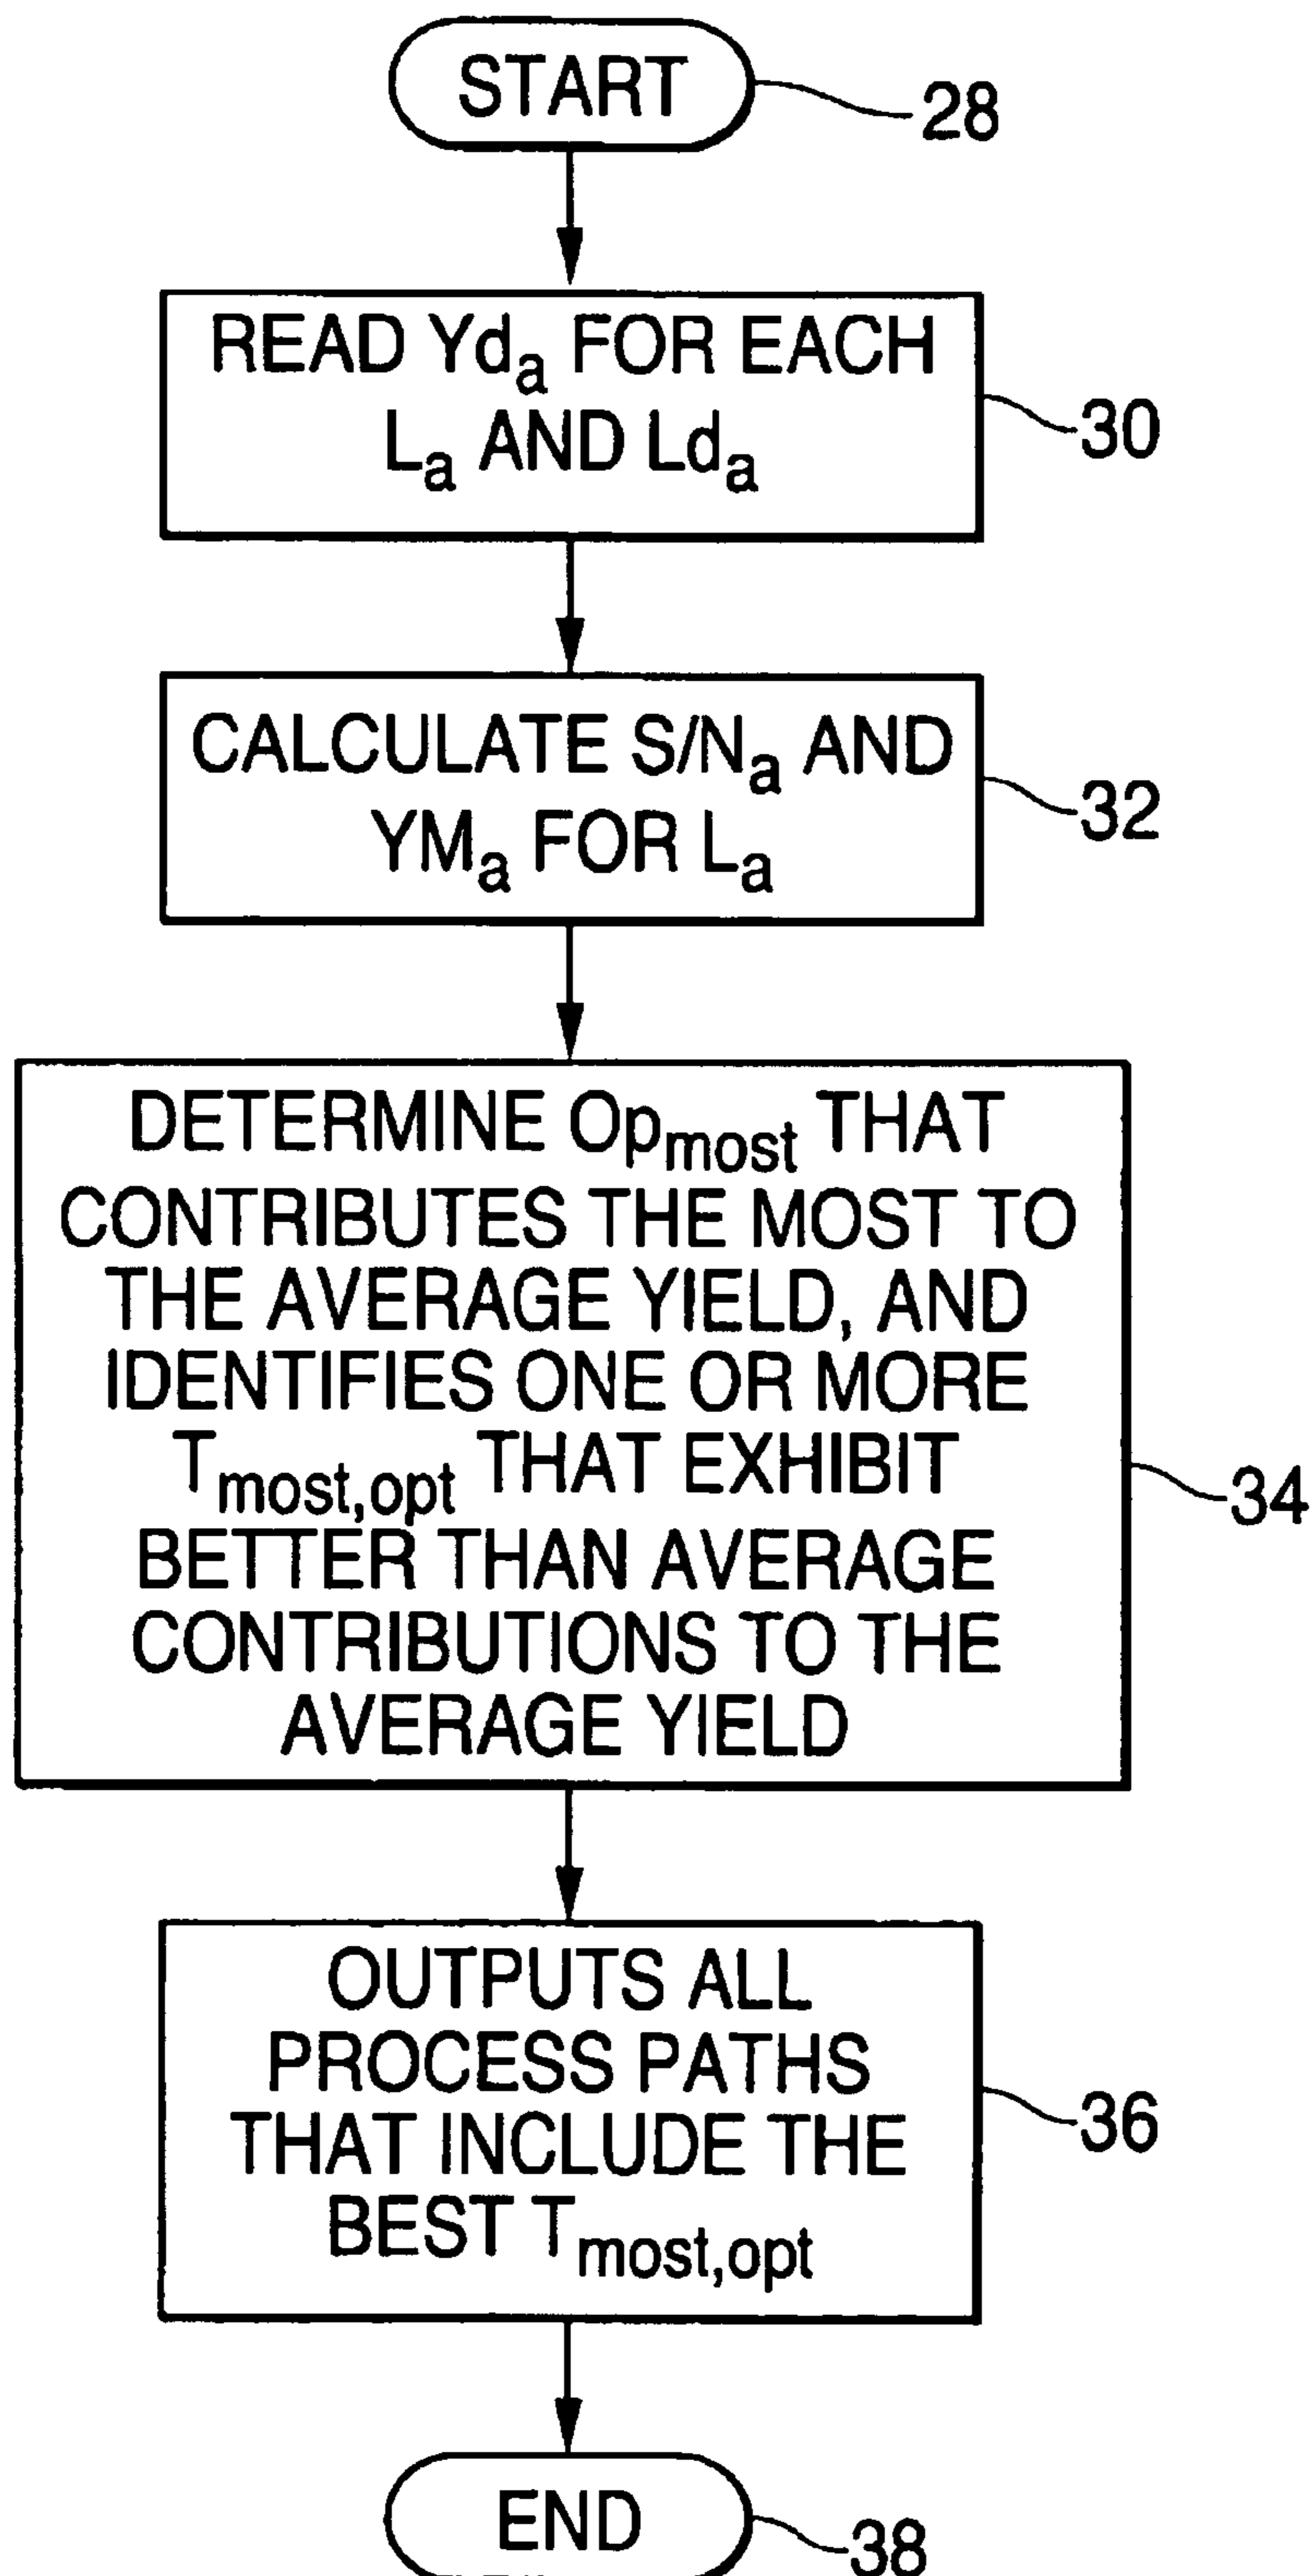 START
28
READ Yda FOR EACH
La AND Lda
30
CALCULATE S/Na AND
YMa FOR La
32
DETERMINE Opmost THAT
CONTRIBUTES THE MOST TO
THE AVERAGE YIELD, AND
IDENTIFIES ONE OR MORE
Tmost,opt THAT EXHIBIT
BETTER THAN AVERAGE
CONTRIBUTIONS TO THE
AVERAGE YIELD
34
OUTPUTS ALL
PROCESS PATHS
THAT INCLUDE THE
BEST Tmost,opt
36
END
38